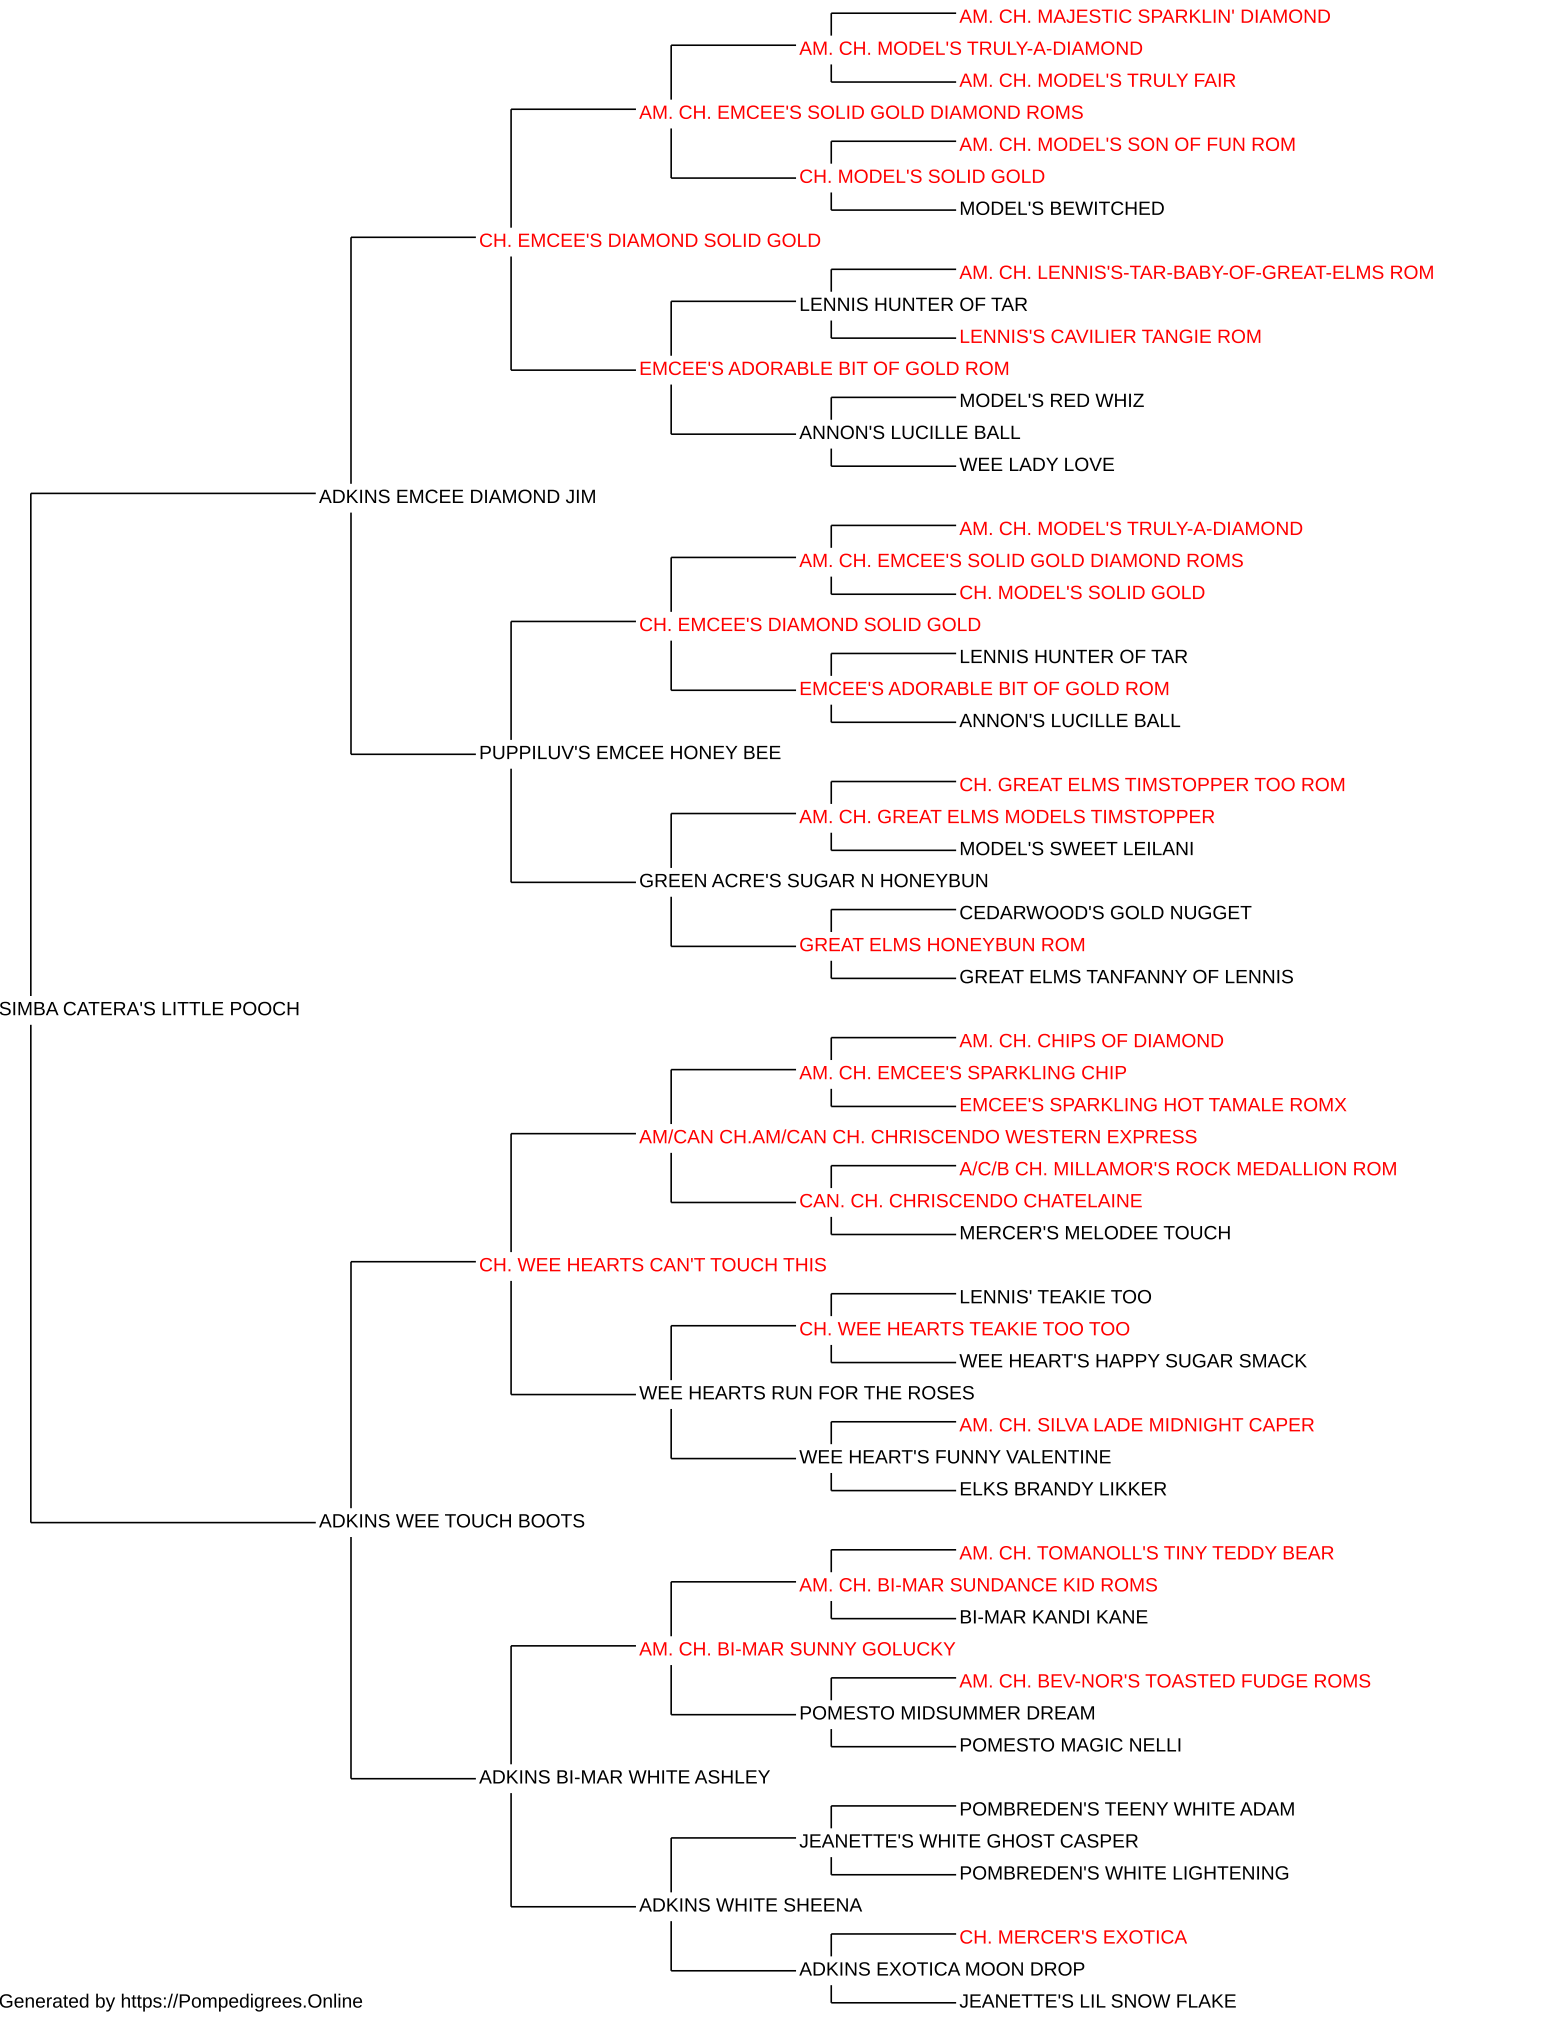 AM. CH. MAJESTIC SPARKLIN' DIAMOND
AM. CH. MODEL'S TRULY-A-DIAMOND
AM. CH. MODEL'S TRULY FAIR
AM. CH. EMCEE'S SOLID GOLD DIAMOND ROMS
AM. CH. MODEL'S SON OF FUN ROM
CH. MODEL'S SOLID GOLD
MODEL'S BEWITCHED
CH. EMCEE'S DIAMOND SOLID GOLD
AM. CH. LENNIS'S-TAR-BABY-OF-GREAT-ELMS ROM
LENNIS HUNTER OF TAR
LENNIS'S CAVILIER TANGIE ROM
EMCEE'S ADORABLE BIT OF GOLD ROM
MODEL'S RED WHIZ
ANNON'S LUCILLE BALL
WEE LADY LOVE
ADKINS EMCEE DIAMOND JIM
AM. CH. MODEL'S TRULY-A-DIAMOND
AM. CH. EMCEE'S SOLID GOLD DIAMOND ROMS
CH. MODEL'S SOLID GOLD
CH. EMCEE'S DIAMOND SOLID GOLD
LENNIS HUNTER OF TAR
EMCEE'S ADORABLE BIT OF GOLD ROM
ANNON'S LUCILLE BALL
PUPPILUV'S EMCEE HONEY BEE
CH. GREAT ELMS TIMSTOPPER TOO ROM
AM. CH. GREAT ELMS MODELS TIMSTOPPER
MODEL'S SWEET LEILANI
GREEN ACRE'S SUGAR N HONEYBUN
CEDARWOOD'S GOLD NUGGET
GREAT ELMS HONEYBUN ROM
GREAT ELMS TANFANNY OF LENNIS
SIMBA CATERA'S LITTLE POOCH
AM. CH. CHIPS OF DIAMOND
AM. CH. EMCEE'S SPARKLING CHIP
EMCEE'S SPARKLING HOT TAMALE ROMX
AM/CAN CH.AM/CAN CH. CHRISCENDO WESTERN EXPRESS
A/C/B CH. MILLAMOR'S ROCK MEDALLION ROM
CAN. CH. CHRISCENDO CHATELAINE
MERCER'S MELODEE TOUCH
CH. WEE HEARTS CAN'T TOUCH THIS
LENNIS' TEAKIE TOO
CH. WEE HEARTS TEAKIE TOO TOO
WEE HEART'S HAPPY SUGAR SMACK
WEE HEARTS RUN FOR THE ROSES
AM. CH. SILVA LADE MIDNIGHT CAPER
WEE HEART'S FUNNY VALENTINE
ELKS BRANDY LIKKER
ADKINS WEE TOUCH BOOTS
AM. CH. TOMANOLL'S TINY TEDDY BEAR
AM. CH. BI-MAR SUNDANCE KID ROMS
BI-MAR KANDI KANE
AM. CH. BI-MAR SUNNY GOLUCKY
AM. CH. BEV-NOR'S TOASTED FUDGE ROMS
POMESTO MIDSUMMER DREAM
POMESTO MAGIC NELLI
ADKINS BI-MAR WHITE ASHLEY
POMBREDEN'S TEENY WHITE ADAM
JEANETTE'S WHITE GHOST CASPER
POMBREDEN'S WHITE LIGHTENING
ADKINS WHITE SHEENA
CH. MERCER'S EXOTICA
ADKINS EXOTICA MOON DROP
JEANETTE'S LIL SNOW FLAKE
Generated by https://Pompedigrees.Online